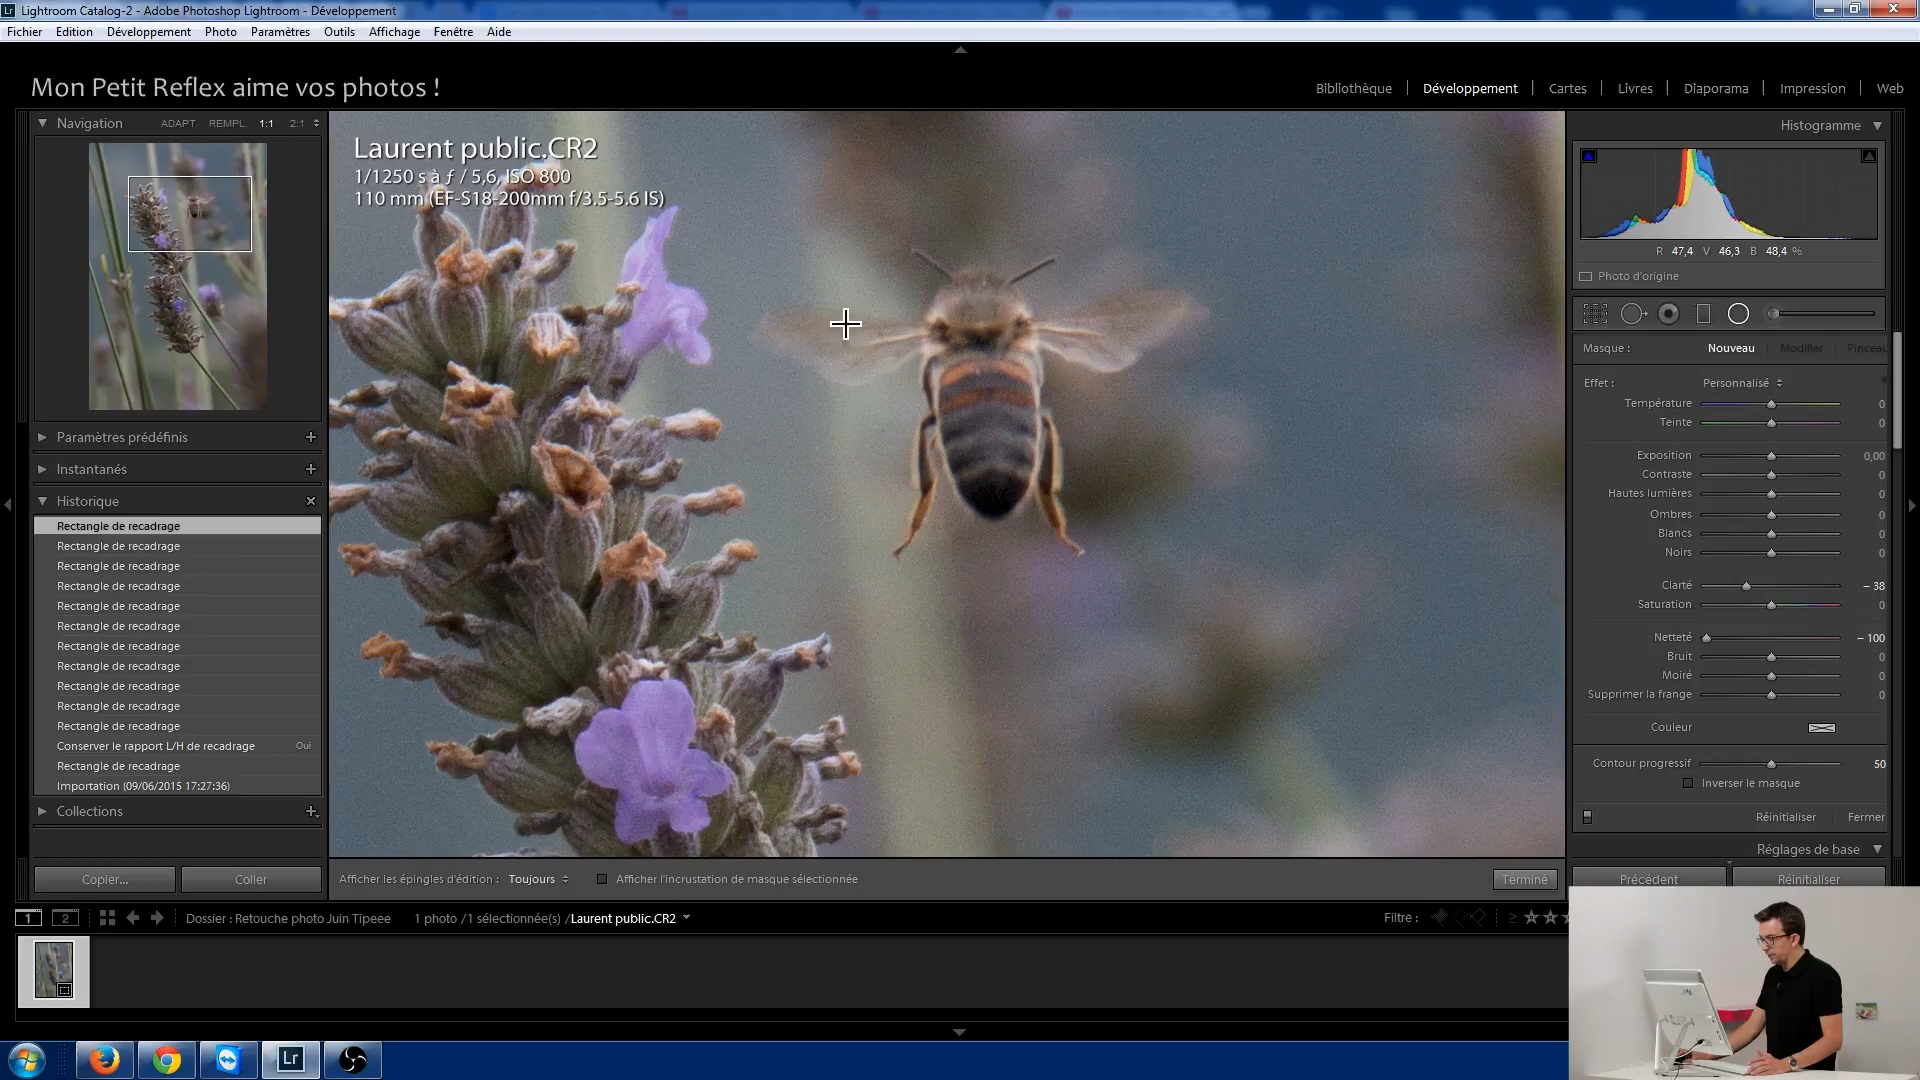 Lightroom Catalog-2 - Adobe Photoshop Lightroom - Développement
Fichier Edition Développement Photo Paramètres Outils Affichage Fenêtre Aide
Mon Petit Reflex aime vos photos !
Bibliothèque Développement Cartes Livres Diaporama Impression Web
Navigation ADAPT. REMPL. 1:1 2:1
Laurent public.CR2
1/1250 s à ƒ / 5,6, ISO 800
110 mm (EF-S18-200mm f/3.5-5.6 IS)
Paramètres prédéfinis
Instantanés
Historique
Rectangle de recadrage
Rectangle de recadrage
Rectangle de recadrage
Rectangle de recadrage
Rectangle de recadrage
Rectangle de recadrage
Rectangle de recadrage
Rectangle de recadrage
Rectangle de recadrage
Rectangle de recadrage
Rectangle de recadrage
Conserver le rapport L/H de recadrage Oui
Rectangle de recadrage
Importation (09/06/2015 17:27:36)
Collections
Copier... Coller
Histogramme
R 47,4 V 46,3 B 48,4 %
Photo d'origine
Masque : Nouveau Modifier Pinceau
Effet : Personnalisé
Température 0
Teinte 0
Exposition 0,00
Contraste 0
Hautes lumières 0
Ombres 0
Blancs 0
Noirs 0
Clarté – 38
Saturation 0
Netteté – 100
Bruit 0
Moiré 0
Supprimer la frange 0
Couleur
Contour progressif 50
Inverser le masque
Réinitialiser Fermer
Réglages de base
Précédent Réinitialiser
Afficher les épingles d'édition : Toujours Afficher l'incrustation de masque sélectionnée Terminé
1 2 Dossier : Retouche photo Juin Tipeee 1 photo /1 sélectionnée(s) /Laurent public.CR2 Filtre : ≥
Lr